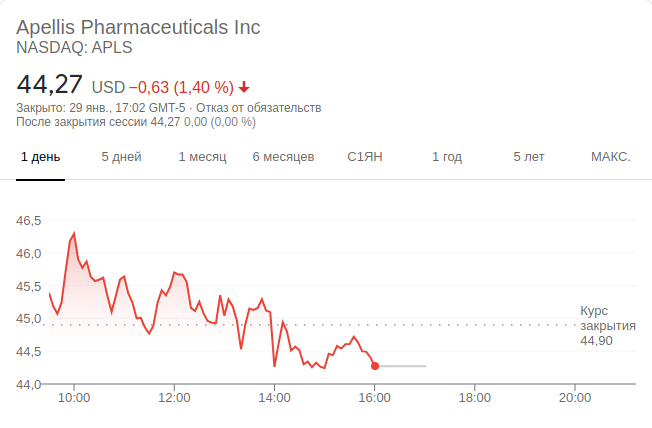 Apellis Pharmaceuticals Inc
NASDAQ: APLS
44,27 USD −0,63 (1,40 %)
Закрыто: 29 янв., 17:02 GMT-5 · Отказ от обязательств
После закрытия сессии 44,27 0,00 (0,00 %)
1 день 5 дней 1 месяц 6 месяцев С1ЯН 1 год 5 лет МАКС.
46,5
46,0
45,5
45,0
44,5
44,0
Курс
закрытия
44,90
10:00 12:00 14:00 16:00 18:00 20:00